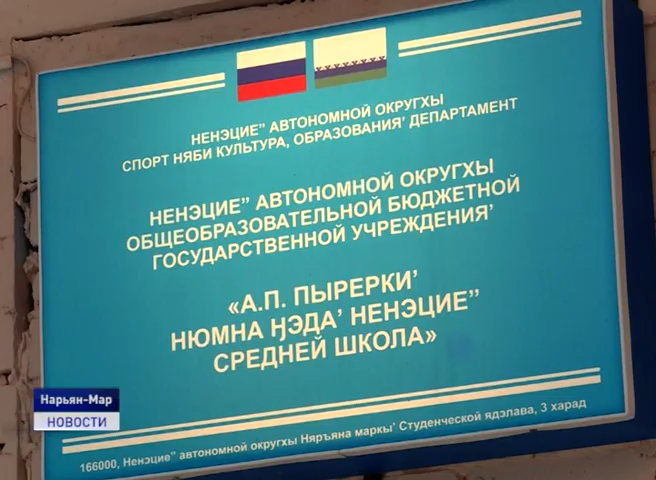 НЕНЭЦИЕ” АВТОНОМНОЙ ОКРУГХЫ
СПОРТ НЯБИ КУЛЬТУРА, ОБРАЗОВАНИЯ’ ДЕПАРТАМЕНТ
НЕНЭЦИЕ” АВТОНОМНОЙ ОКРУГХЫ
ОБЩЕОБРАЗОВАТЕЛЬНОЙ БЮДЖЕТНОЙ
ГОСУДАРСТВЕННОЙ УЧРЕЖДЕНИЯ’
«А.П. ПЫРЕРКИ’
НЮМНА ӇЭДА’ НЕНЭЦИЕ”
СРЕДНЕЙ ШКОЛА»
166000, Ненэцие” автономной округхы Няръяна маркы’ Студенческой ядэлава, 3 харад
Нарьян-Мар
НОВОСТИ